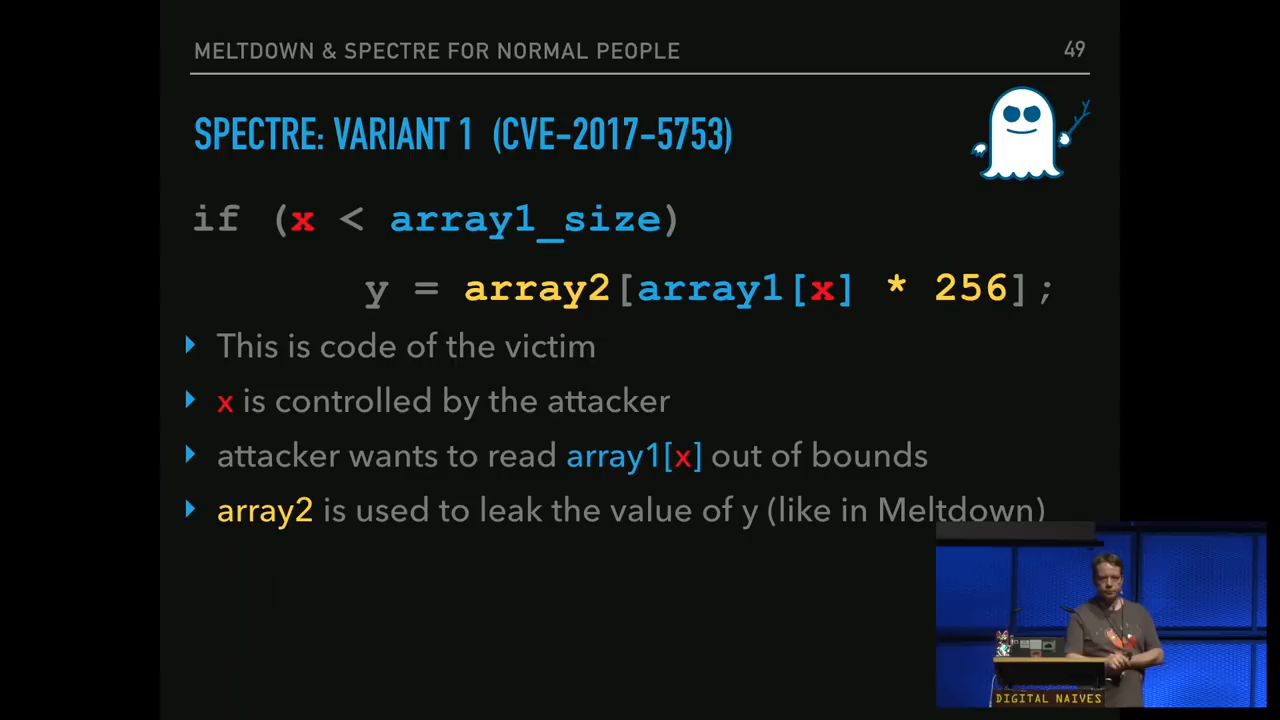 MELTDOWN & SPECTRE FOR NORMAL PEOPLE
49
SPECTRE: VARIANT 1 (CVE-2017-5753)
if (x < array1_size)
y = array2[array1[x] * 256];
This is code of the victim
x is controlled by the attacker
attacker wants to read array1[x] out of bounds
array2 is used to leak the value of y (like in Meltdown)
DIGITAL NAIVES